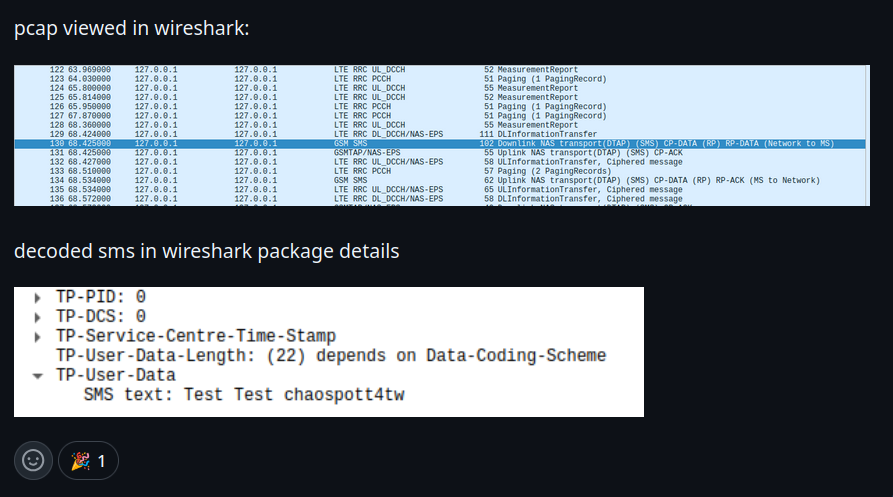 pcap viewed in wireshark:
122 63.969000 127.0.0.1 127.0.0.1 LTE RRC UL_DCCH 52 MeasurementReport
123 64.030000 127.0.0.1 127.0.0.1 LTE RRC PCCH 51 Paging (1 PagingRecord)
124 65.800000 127.0.0.1 127.0.0.1 LTE RRC UL_DCCH 55 MeasurementReport
125 65.814000 127.0.0.1 127.0.0.1 LTE RRC UL_DCCH 52 MeasurementReport
126 65.950000 127.0.0.1 127.0.0.1 LTE RRC PCCH 51 Paging (1 PagingRecord)
127 67.870000 127.0.0.1 127.0.0.1 LTE RRC PCCH 51 Paging (1 PagingRecord)
128 68.360000 127.0.0.1 127.0.0.1 LTE RRC UL_DCCH 55 MeasurementReport
129 68.424000 127.0.0.1 127.0.0.1 LTE RRC DL_DCCH/NAS-EPS 111 DLInformationTransfer
130 68.425000 127.0.0.1 127.0.0.1 GSM SMS 102 Downlink NAS transport(DTAP) (SMS) CP-DATA (RP) RP-DATA (Network to MS)
131 68.425000 127.0.0.1 127.0.0.1 GSMTAP/NAS-EPS 55 Uplink NAS transport(DTAP) (SMS) CP-ACK
132 68.427000 127.0.0.1 127.0.0.1 LTE RRC UL_DCCH/NAS-EPS 58 ULInformationTransfer, Ciphered message
133 68.510000 127.0.0.1 127.0.0.1 LTE RRC PCCH 57 Paging (2 PagingRecords)
134 68.534000 127.0.0.1 127.0.0.1 GSM SMS 62 Uplink NAS transport(DTAP) (SMS) CP-DATA (RP) RP-ACK (MS to Network)
135 68.534000 127.0.0.1 127.0.0.1 LTE RRC UL_DCCH/NAS-EPS 65 ULInformationTransfer, Ciphered message
136 68.572000 127.0.0.1 127.0.0.1 LTE RRC DL_DCCH/NAS-EPS 58 DLInformationTransfer, Ciphered message
decoded sms in wireshark package details
TP-PID: 0
TP-DCS: 0
TP-Service-Centre-Time-Stamp
TP-User-Data-Length: (22) depends on Data-Coding-Scheme
TP-User-Data
SMS text: Test Test chaospott4tw
1